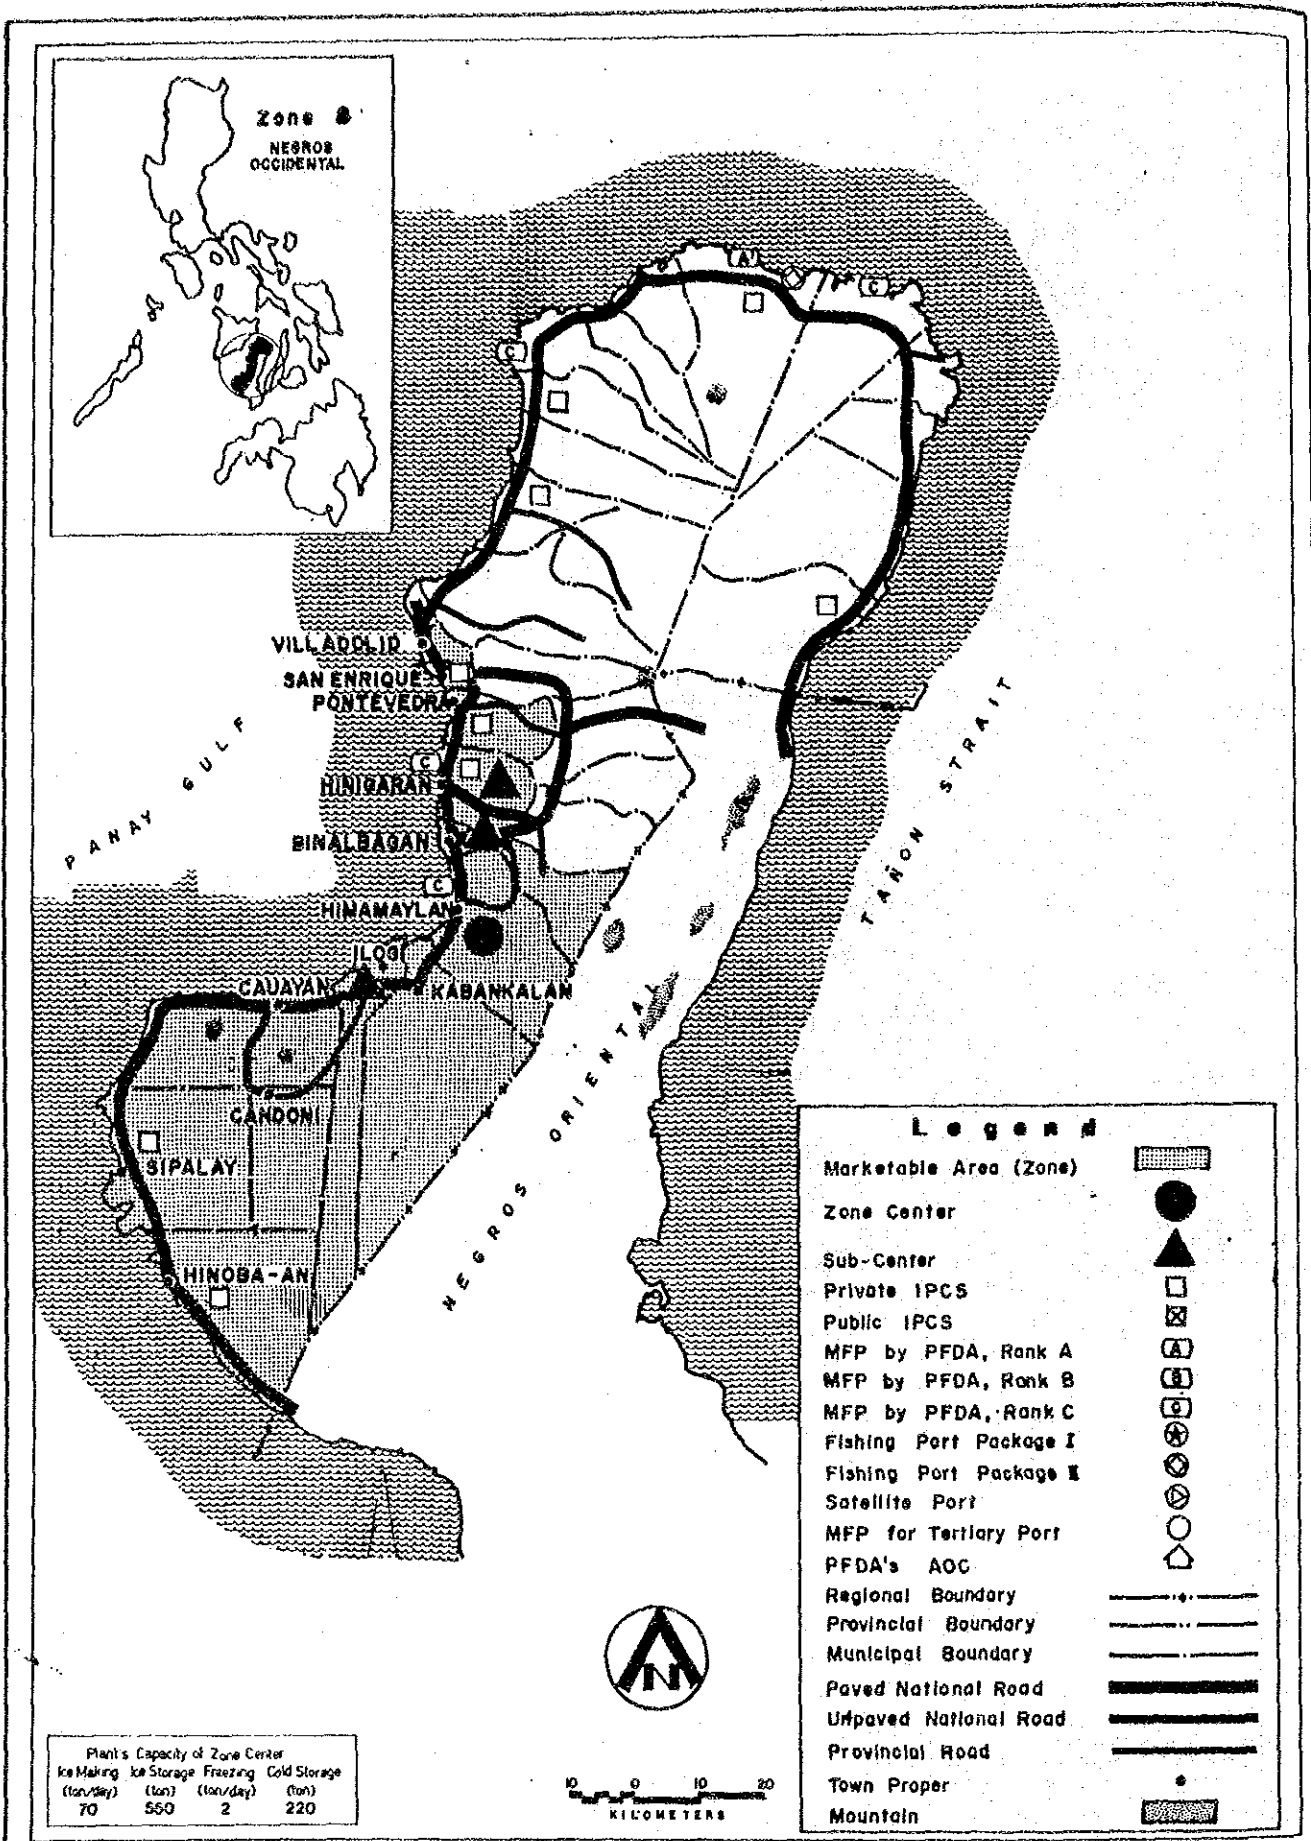 Zone 8
NEGROS
OCCIDENTAL
A
C
C
VILLADOLID
SAN ENRIQUE
PONTEVEDRA
C
HINIGARAN
BINALBAGAN
C
HIMAMAYLAN
ILOG
CAUAYAN
KABANKALAN
CANDONI
SIPALAY
HINOBA-AN
PANAY GULF
TAÑON STRAIT
NEGROS ORIENTAL
Legend
Marketable Area (Zone)
Zone Center
Sub-Center
Private IPCS
Public IPCS
MFP by PFDA, Rank A
A
MFP by PFDA, Rank B
B
MFP by PFDA, Rank C
C
Fishing Port Package I
Fishing Port Package II
Satellite Port
MFP for Tertiary Port
PFDA's AOC
Regional Boundary
Provincial Boundary
Municipal Boundary
Paved National Road
Unpaved National Road
Provincial Road
Town Proper
Mountain
N
Plant's Capacity of Zone Center
Ice Making Ice Storage Freezing Cold Storage
(ton/day) (ton) (ton/day) (ton)
70 550 2 220
10 0 10 20
KILOMETERS